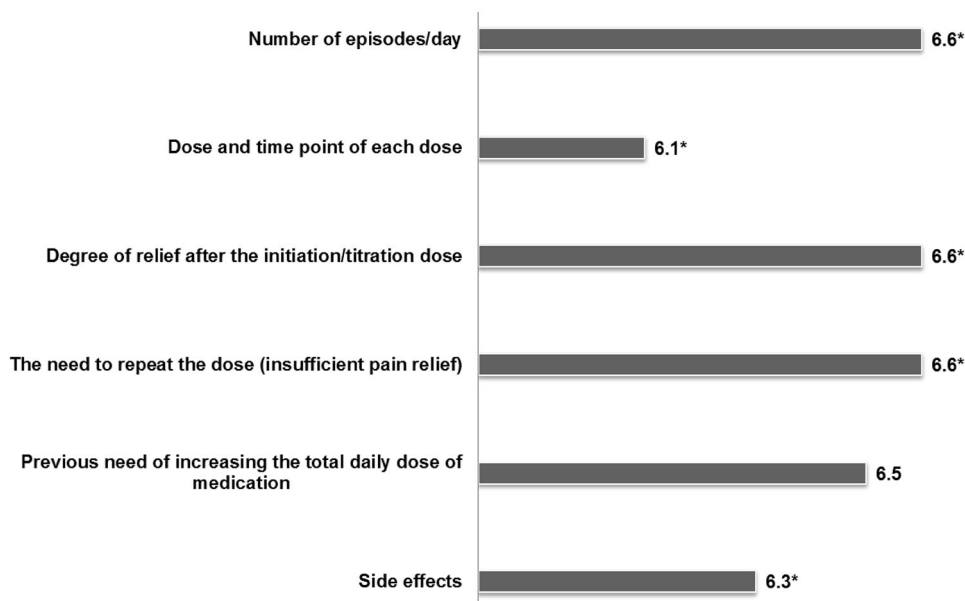 Number of episodes/day 6.6*
Dose and time point of each dose 6.1*
Degree of relief after the initiation/titration dose 6.6*
The need to repeat the dose (insufficient pain relief) 6.6*
Previous need of increasing the total daily dose of
medication 6.5
Side effects 6.3*